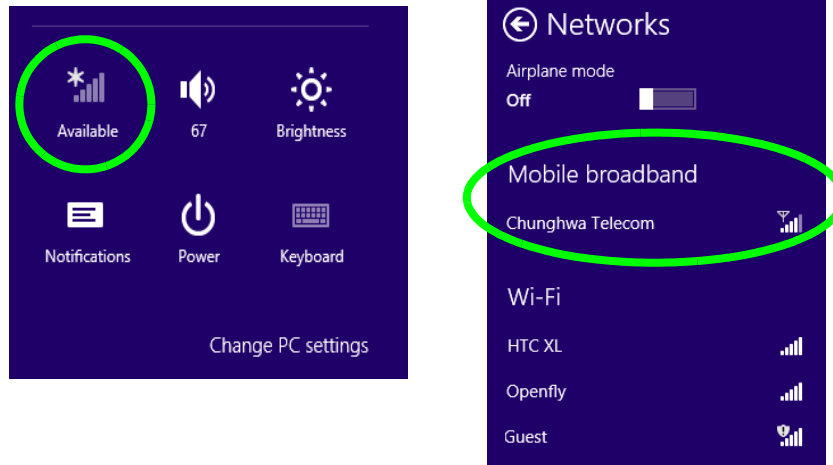 Available 67 Brightness
Notifications Power Keyboard
Change PC settings
Networks
Airplane mode
Off
Mobile broadband
Chunghwa Telecom
Wi-Fi
HTC XL
Openfly
Guest